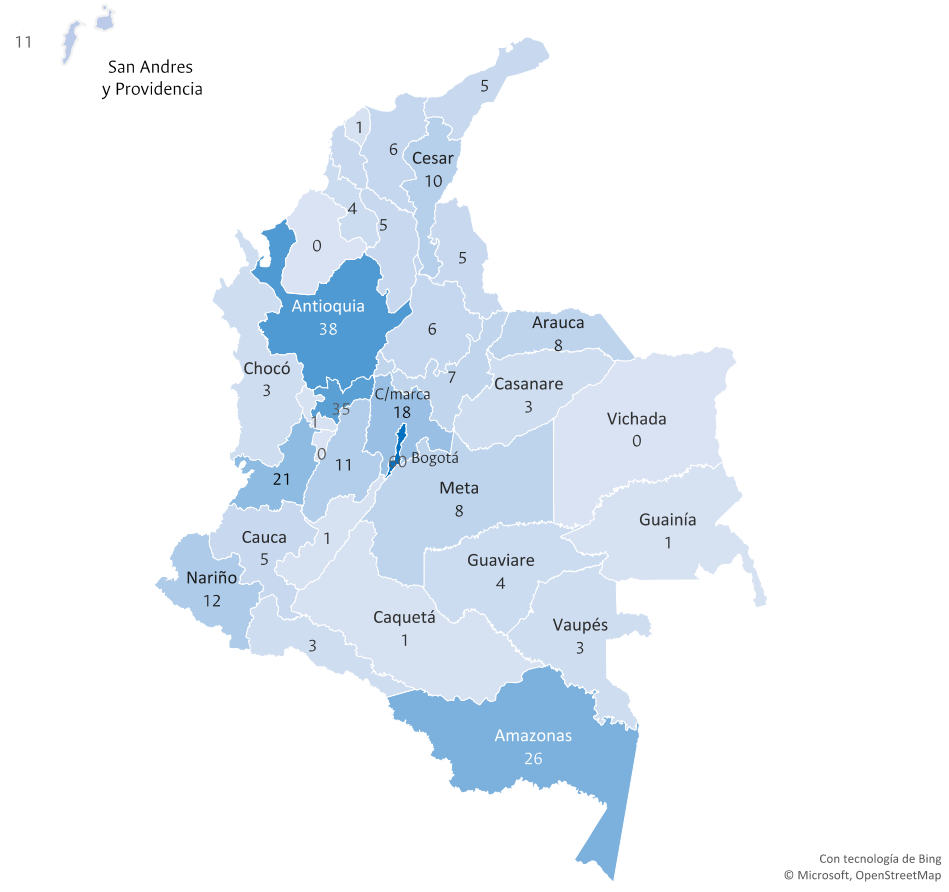 11
San Andres
y Providencia
5
1
6
Cesar
10
4
5
0
5
Antioquia
38
6
Arauca
8
Chocó
3
7
Casanare
3
C/marca
18
35
1
Vichada
0
0
11
60
Bogotá
21
Meta
8
Guainía
1
Cauca
5
1
Guaviare
4
Nariño
12
Caquetá
1
Vaupés
3
3
Amazonas
26
Con tecnología de Bing
© Microsoft, OpenStreetMap